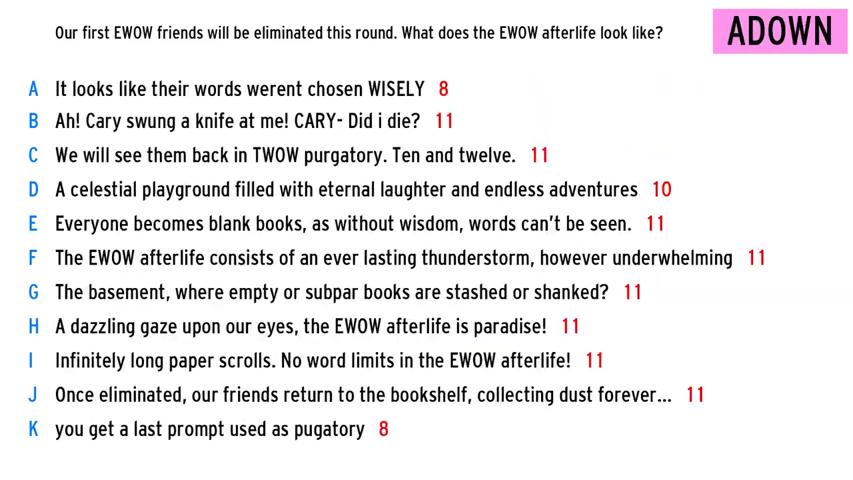 Our first EWOW friends will be eliminated this round. What does the EWOW afterlife look like?
ADOWN
A It looks like their words werent chosen WISELY 8
B Ah! Cary swung a knife at me! CARY- Did i die? 11
C We will see them back in TWOW purgatory. Ten and twelve. 11
D A celestial playground filled with eternal laughter and endless adventures 10
E Everyone becomes blank books, as without wisdom, words can't be seen. 11
F The EWOW afterlife consists of an ever lasting thunderstorm, however underwhelming 11
G The basement, where empty or subpar books are stashed or shanked? 11
H A dazzling gaze upon our eyes, the EWOW afterlife is paradise! 11
I Infinitely long paper scrolls. No word limits in the EWOW afterlife! 11
J Once eliminated, our friends return to the bookshelf, collecting dust forever... 11
K you get a last prompt used as pugatory 8